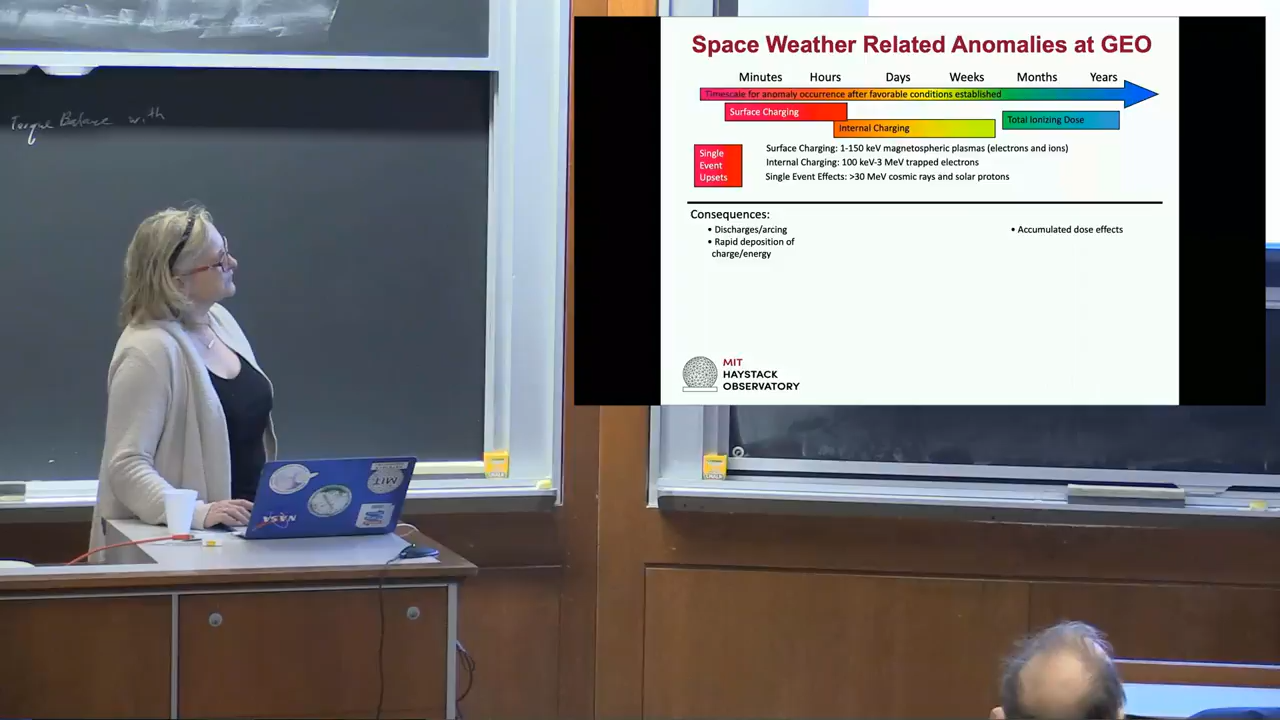 Torque balance with
Space Weather Related Anomalies at GEO
Minutes Hours Days Weeks Months Years
Timescale for anomaly occurrence after favorable conditions established
Surface Charging
Internal Charging
Total Ionizing Dose
Single
Event
Upsets
Surface Charging: 1-150 keV magnetospheric plasmas (electrons and ions)
Internal Charging: 100 keV-3 MeV trapped electrons
Single Event Effects: >30 MeV cosmic rays and solar protons
Consequences:
• Discharges/arcing
• Rapid deposition of
charge/energy
• Accumulated dose effects
MIT
HAYSTACK
OBSERVATORY
MIT
NASA